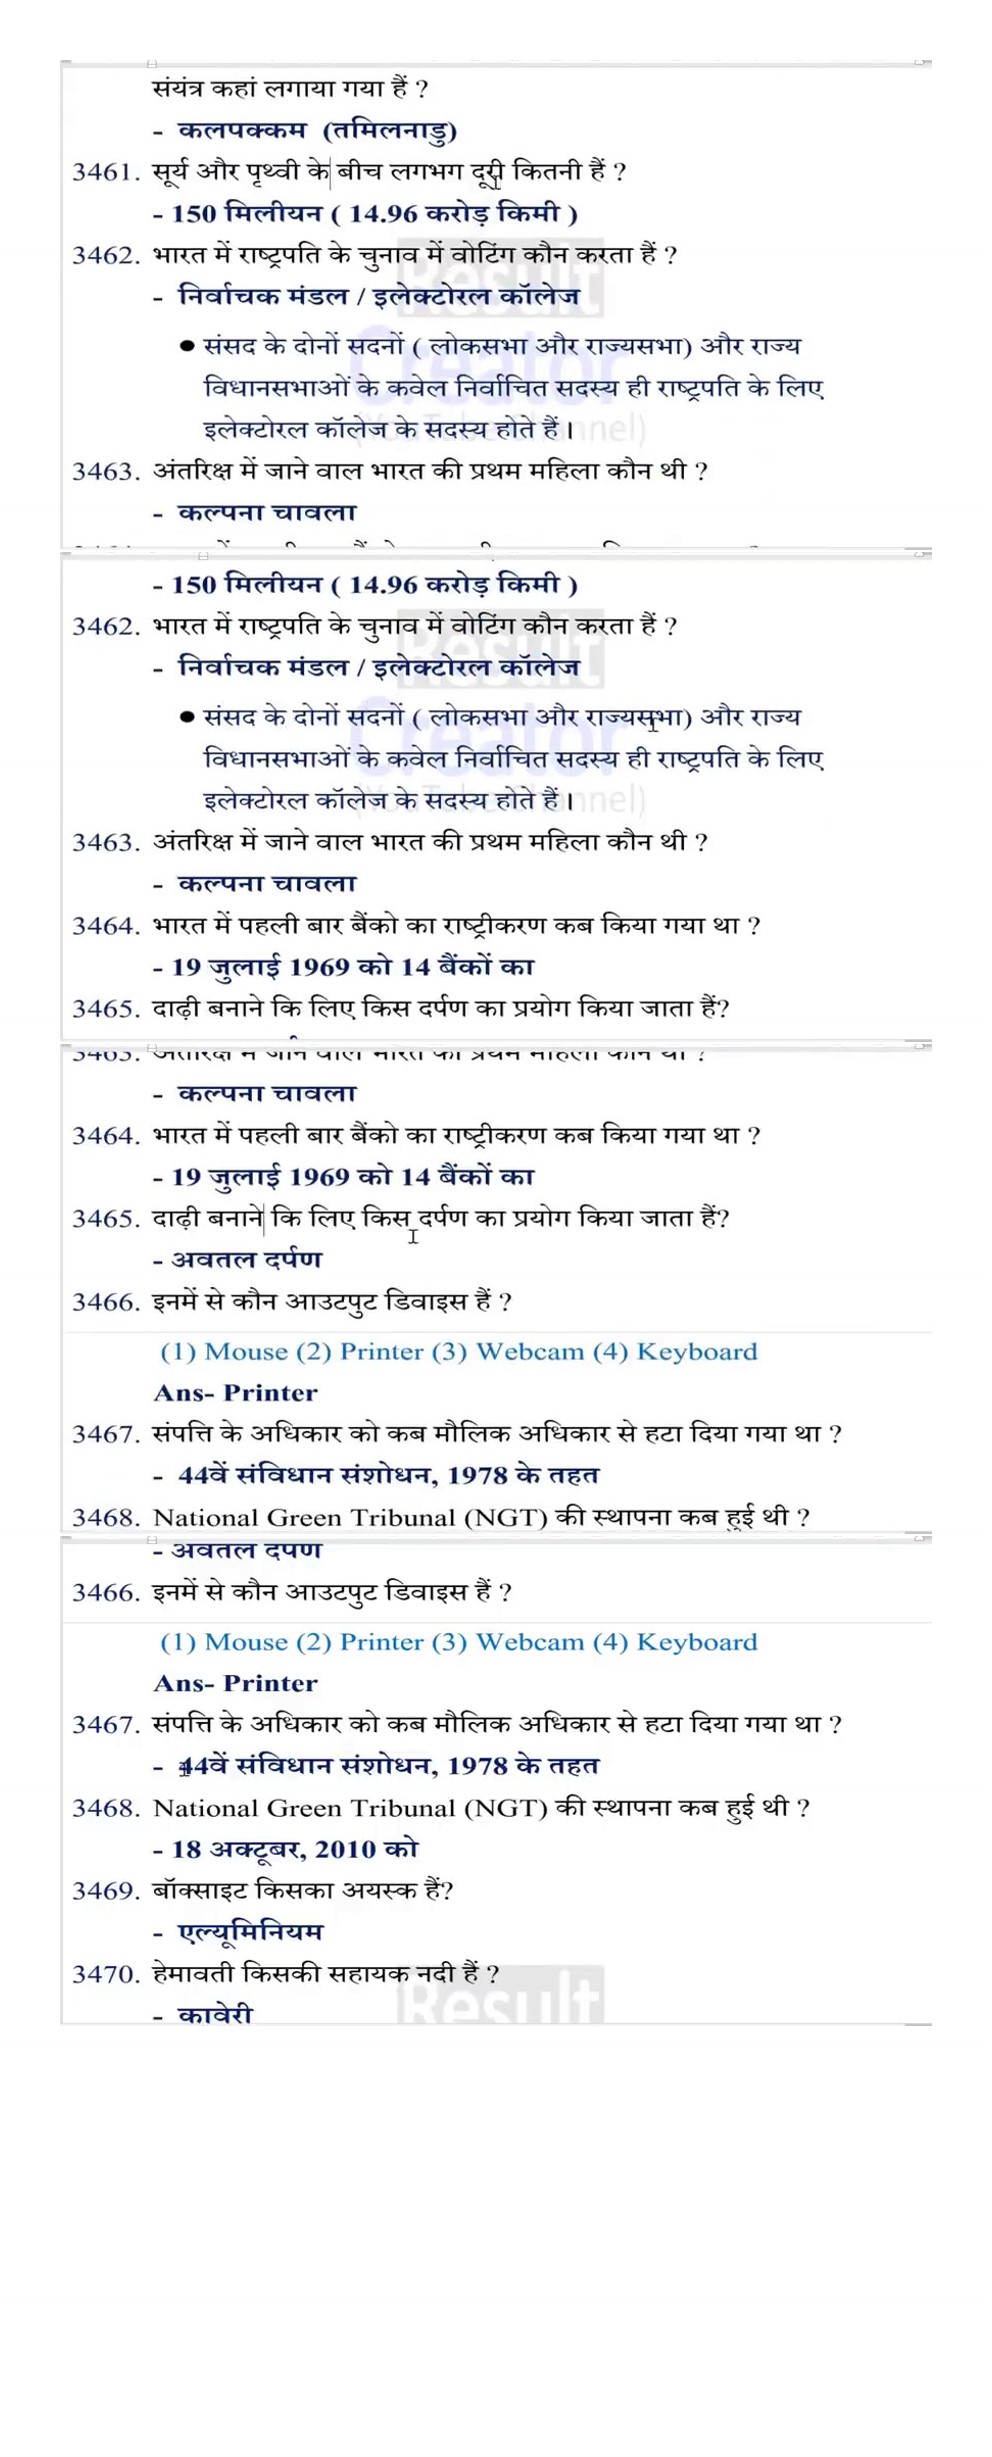 संयंत्र कहां लगाया गया हैं ?
- कलपक्कम (तमिलनाडु)
3461. सूर्य और पृथ्वी के बीच लगभग दूरी कितनी हैं ?
- 150 मिलीयन ( 14.96 करोड़ किमी )
3462. भारत में राष्ट्रपति के चुनाव में वोटिंग कौन करता हैं ?
- निर्वाचक मंडल / इलेक्टोरल कॉलेज
● संसद के दोनों सदनों ( लोकसभा और राज्यसभा) और राज्य
विधानसभाओं के कवेल निर्वाचित सदस्य ही राष्ट्रपति के लिए
इलेक्टोरल कॉलेज के सदस्य होते हैं।
3463. अंतरिक्ष में जाने वाल भारत की प्रथम महिला कौन थी ?
- कल्पना चावला
- 150 मिलीयन ( 14.96 करोड़ किमी )
3462. भारत में राष्ट्रपति के चुनाव में वोटिंग कौन करता हैं ?
- निर्वाचक मंडल / इलेक्टोरल कॉलेज
● संसद के दोनों सदनों ( लोकसभा और राज्यसभा) और राज्य
विधानसभाओं के कवेल निर्वाचित सदस्य ही राष्ट्रपति के लिए
इलेक्टोरल कॉलेज के सदस्य होते हैं।
3463. अंतरिक्ष में जाने वाल भारत की प्रथम महिला कौन थी ?
- कल्पना चावला
3464. भारत में पहली बार बैंको का राष्ट्रीकरण कब किया गया था ?
- 19 जुलाई 1969 को 14 बैंकों का
3465. दाढ़ी बनाने कि लिए किस दर्पण का प्रयोग किया जाता हैं?
3463. अंतरिक्ष में जाने वाल भारत की प्रथम महिला कौन थी ?
- कल्पना चावला
3464. भारत में पहली बार बैंको का राष्ट्रीकरण कब किया गया था ?
- 19 जुलाई 1969 को 14 बैंकों का
3465. दाढ़ी बनाने कि लिए किस दर्पण का प्रयोग किया जाता हैं?
- अवतल दर्पण
3466. इनमें से कौन आउटपुट डिवाइस हैं ?
(1) Mouse (2) Printer (3) Webcam (4) Keyboard
Ans- Printer
3467. संपत्ति के अधिकार को कब मौलिक अधिकार से हटा दिया गया था ?
- 44वें संविधान संशोधन, 1978 के तहत
3468. National Green Tribunal (NGT) की स्थापना कब हुई थी ?
- अवतल दर्पण
3466. इनमें से कौन आउटपुट डिवाइस हैं ?
(1) Mouse (2) Printer (3) Webcam (4) Keyboard
Ans- Printer
3467. संपत्ति के अधिकार को कब मौलिक अधिकार से हटा दिया गया था ?
- 44वें संविधान संशोधन, 1978 के तहत
3468. National Green Tribunal (NGT) की स्थापना कब हुई थी ?
- 18 अक्टूबर, 2010 को
3469. बॉक्साइट किसका अयस्क हैं?
- एल्यूमिनियम
3470. हेमावती किसकी सहायक नदी हैं ?
- कावेरी